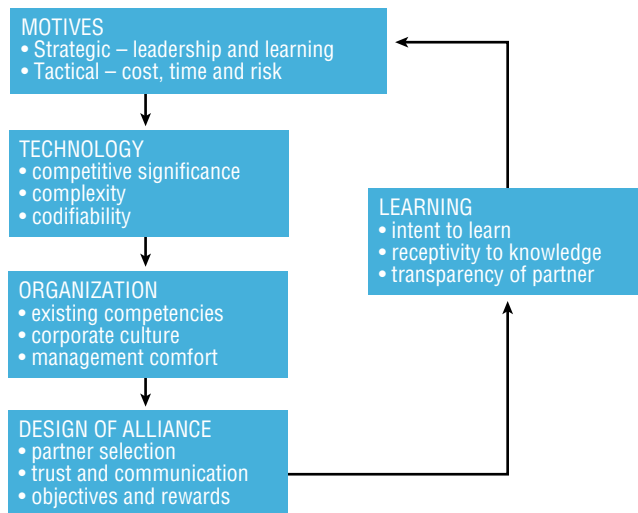 MOTIVES
• Strategic – leadership and learning
• Tactical – cost, time and risk
TECHNOLOGY
• competitive significance
• complexity
• codifiability
ORGANIZATION
• existing competencies
• corporate culture
• management comfort
DESIGN OF ALLIANCE
• partner selection
• trust and communication
• objectives and rewards
LEARNING
• intent to learn
• receptivity to knowledge
• transparency of partner